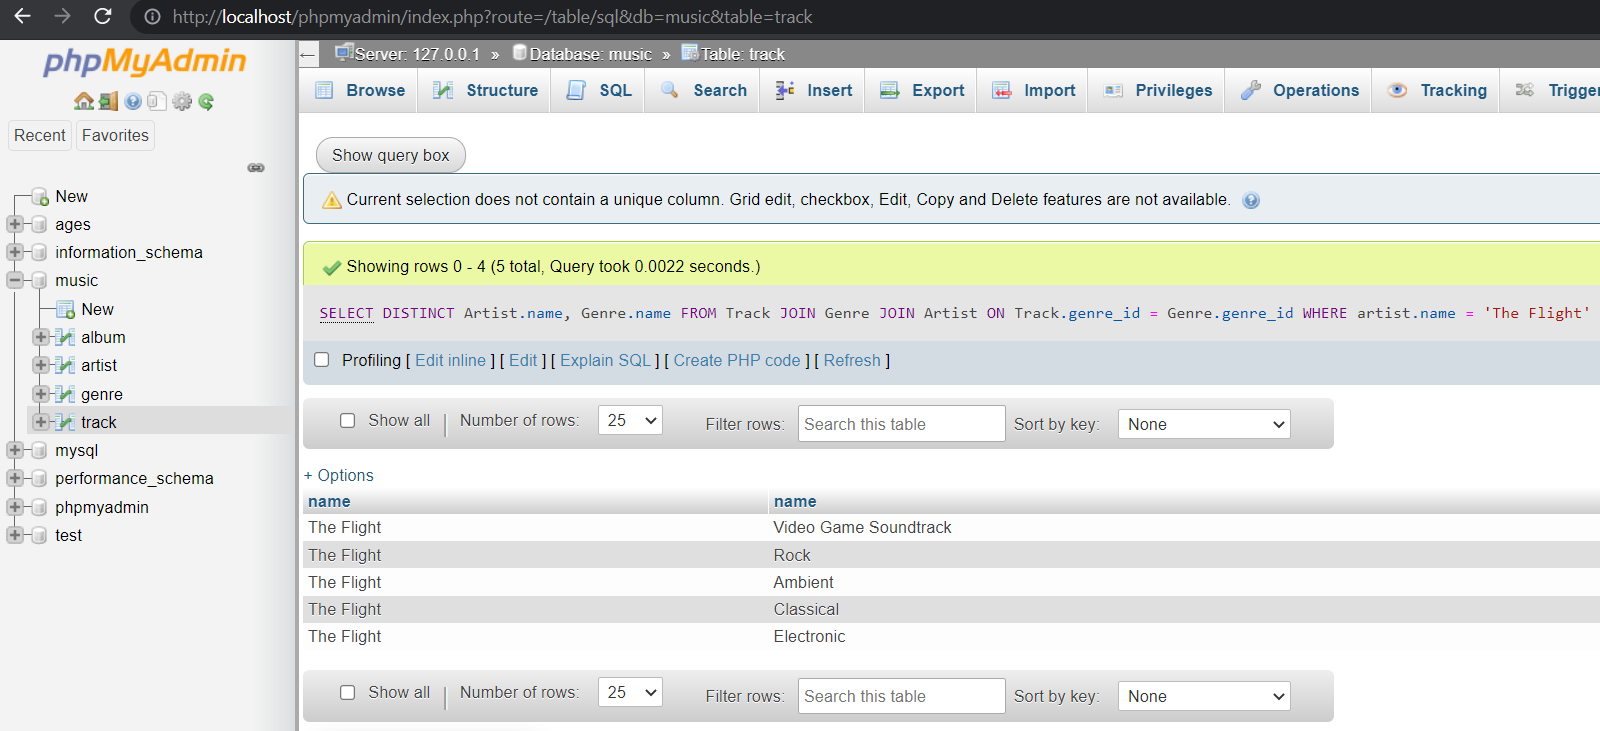 http://localhost/phpmyadmin/index.php?route=/table/sql&db=music&table=track
phpMyAdmin
Server: 127.0.0.1 » Database: music » Table: track
Browse Structure SQL Search Insert Export Import Privileges Operations Tracking Trigger
Recent Favorites
Show query box
Current selection does not contain a unique column. Grid edit, checkbox, Edit, Copy and Delete features are not available.
New
ages
information_schema
music
New
album
artist
genre
track
mysql
performance_schema
phpmyadmin
test
Showing rows 0 - 4 (5 total, Query took 0.0022 seconds.)
SELECT DISTINCT Artist.name, Genre.name FROM Track JOIN Genre JOIN Artist ON Track.genre_id = Genre.genre_id WHERE artist.name = 'The Flight'
Profiling [ Edit inline ] [ Edit ] [ Explain SQL ] [ Create PHP code ] [ Refresh ]
Show all Number of rows: 25 Filter rows: Search this table Sort by key: None
+ Options
name name
The Flight Video Game Soundtrack
The Flight Rock
The Flight Ambient
The Flight Classical
The Flight Electronic
Show all Number of rows: 25 Filter rows: Search this table Sort by key: None